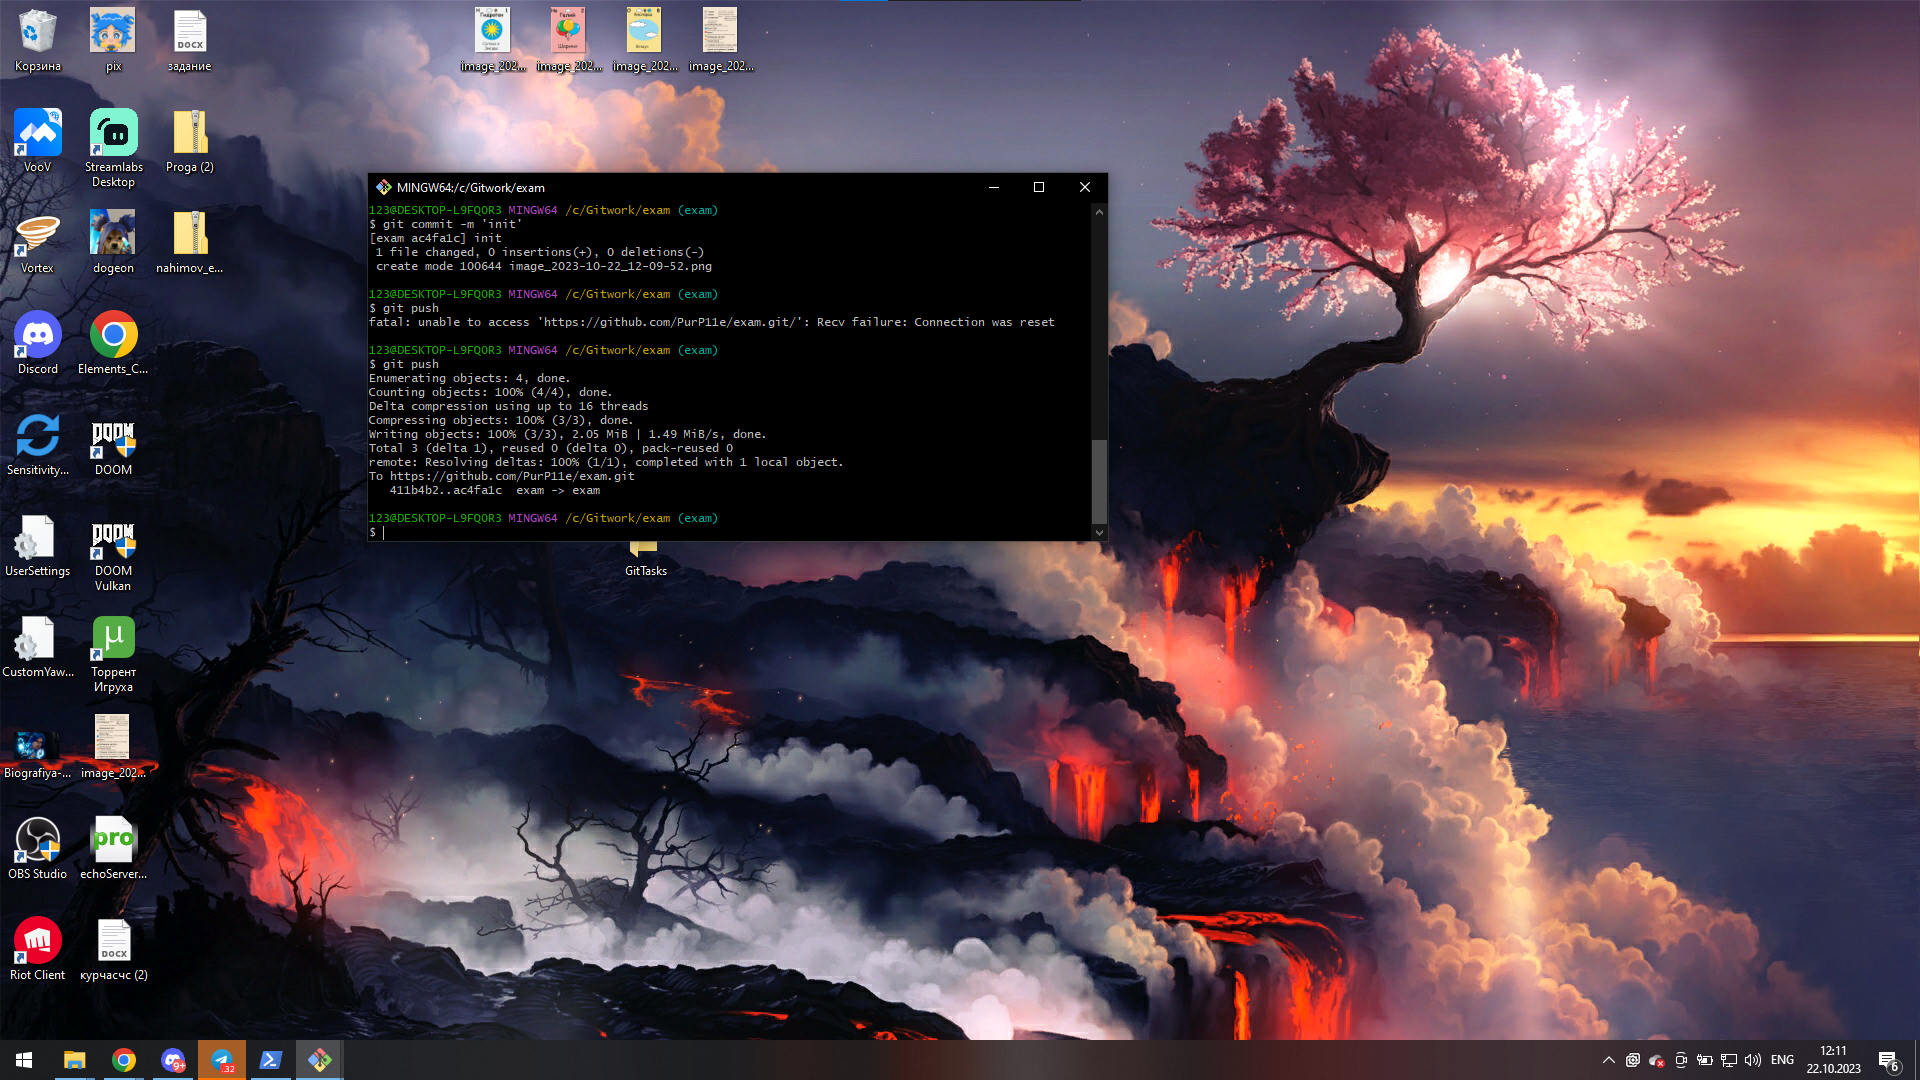 Корзина
pix
задание
DOCX
image_202...
image_202...
image_202...
image_202...
VooV
Streamlabs
Desktop
Proga (2)
Vortex
dogeon
nahimov_e...
Discord
Elements_C...
Sensitivity...
DOOM
DOOM
UserSettings
DOOM
DOOM
Vulkan
CustomYaw...
µ
Торрент
Игруха
Biografiya-...
image_202...
OBS Studio
pro
echoServer...
Riot Client
DOCX
курчасчс (2)
MINGW64:/c/Gitwork/exam
123@DESKTOP-L9FQOR3 MINGW64 /c/Gitwork/exam (exam)
$ git commit -m 'init'
[exam ac4fa1c] init
1 file changed, 0 insertions(+), 0 deletions(-)
create mode 100644 image_2023-10-22_12-09-52.png
123@DESKTOP-L9FQOR3 MINGW64 /c/Gitwork/exam (exam)
$ git push
fatal: unable to access 'https://github.com/PurP11e/exam.git/': Recv failure: Connection was reset
123@DESKTOP-L9FQOR3 MINGW64 /c/Gitwork/exam (exam)
$ git push
Enumerating objects: 4, done.
Counting objects: 100% (4/4), done.
Delta compression using up to 16 threads
Compressing objects: 100% (3/3), done.
Writing objects: 100% (3/3), 2.05 MiB | 1.49 MiB/s, done.
Total 3 (delta 1), reused 0 (delta 0), pack-reused 0
remote: Resolving deltas: 100% (1/1), completed with 1 local object.
To https://github.com/PurP11e/exam.git
411b4b2..ac4fa1c  exam -> exam
123@DESKTOP-L9FQOR3 MINGW64 /c/Gitwork/exam (exam)
$
GitTasks
9+
32
ENG
12:11
22.10.2023
6